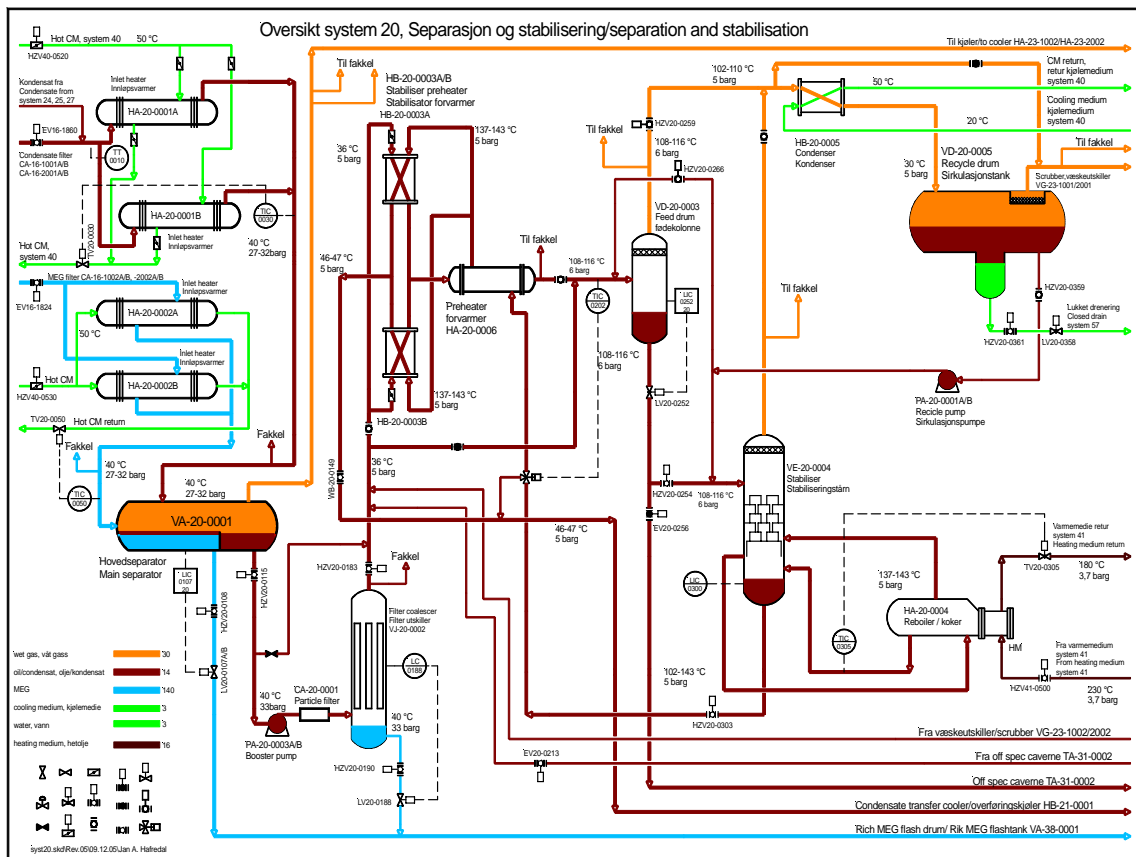 Oversikt system 20, Separasjon og stabilisering/separation and stabilisation
Hot CM, system 40
50 °C
HZV40-0520
Kondensat fra
Condensate from
system 24, 25, 27
Inlet heater
Innløpsvarmer
HA-20-0001A
EV16-1860
TT
0010
Condensate filter
CA-16-1001A/B
CA-16-2001A/B
HA-20-0001B
TIC
0030
TV20-0030
Inlet heater
Innløpsvarmer
40 °C
27-32barg
Hot CM,
system 40
MEG filter CA-16-1002A/B, -2002A/B
EV16-1824
Inlet heater
Innløpsvarmer
HA-20-0002A
50 °C
Inlet heater
Innløpsvarmer
HA-20-0002B
Hot CM
HZV40-0530
TV20-0050
Hot CM return
Fakkel
40 °C
27-32 barg
TIC
0050
Fakkel
40 °C
27-32 barg
VA-20-0001
Hovedseparator
Main separator
LIC
0107
20
HZV20-0108
HZV20-0115
LV20-0107A/B
wet gas, våt gass
30
oil/condensat, olje/kondensat
14
MEG
140
cooling medium, kjølemedie
3
water, vann
3
heating medium, hetolje
16
syst20.skd\Rev.05\09.12.05\Jan A. Hafredal
Til fakkel
HB-20-0003A/B
Stabiliser preheater
Stabilisator forvarmer
HB-20-0003A
36 °C
5 barg
137-143 °C
5 barg
46-47 °C
5 barg
Preheater
forvarmer
HA-20-0006
137-143 °C
5 barg
HB-20-0003B
WB-20-0149
36 °C
5 barg
HZV20-0183
Fakkel
Filter coalescer
Filter utskiller
VJ-20-0002
LC
0188
40 °C
33barg
CA-20-0001
Particle filter
PA-20-0003A/B
Booster pump
40 °C
33 barg
HZV20-0190
LV20-0188
Til fakkel
108-116 °C
6 barg
TIC
0202
Til fakkel
HZV20-0259
108-116 °C
6 barg
HZV20-0266
VD-20-0003
Feed drum
fødekolonne
LIC
0252
20
108-116 °C
6 barg
LV20-0252
HZV20-0254
EV20-0256
108-116 °C
6 barg
46-47 °C
5 barg
Til fakkel
VE-20-0004
Stabiliser
Stabiliseringstårn
LIC
0300
102-143 °C
5 barg
HZV20-0303
EV20-0213
Til kjøler/to cooler HA-23-1002/HA-23-2002
102-110 °C
5 barg
HB-20-0005
Condenser
Kondenser
CM return,
retur kjølemedium
system 40
50 °C
Cooling medium
kjølemedium
system 40
20 °C
30 °C
5 barg
VD-20-0005
Recycle drum
Sirkulasjonstank
Til fakkel
Scrubber,væskeutskiller
VG-23-1001/2001
HZV20-0359
Lukket drenering
Closed drain
system 57
HZV20-0361
LV20-0358
PA-20-0001A/B
Recicle pump
Sirkulasjonspumpe
137-143 °C
5 barg
HA-20-0004
Reboiler / koker
TIC
0305
HM
Varmemedie retur
system 41
Heating medium return
TV20-0305
180 °C
3,7 barg
Fra varmemedium
system 41
From heating medium
system 41
HZV41-0500
230 °C
3,7 barg
Fra væskeutskiller/scrubber VG-23-1002/2002
Fra off spec caverne TA-31-0002
Off spec caverne TA-31-0002
Condensate transfer cooler/overføringskjøler HB-21-0001
Rich MEG flash drum/ Rik MEG flashtank VA-38-0001